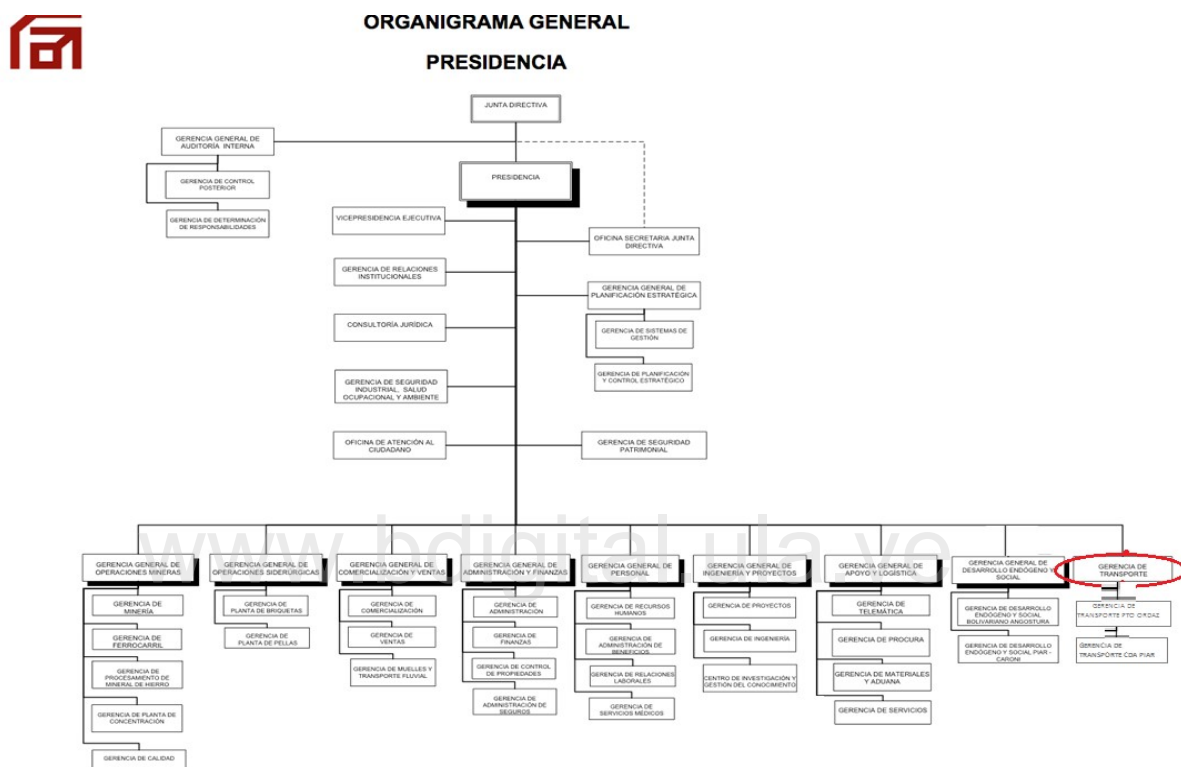 ORGANIGRAMA GENERAL
PRESIDENCIA
JUNTA DIRECTIVA
GERENCIA GENERAL DE
AUDITORÍA INTERNA
GERENCIA DE CONTROL
POSTERIOR
GERENCIA DE DETERMINACIÓN
DE RESPONSABILIDADES
PRESIDENCIA
VICEPRESIDENCIA EJECUTIVA
OFICINA SECRETARIA JUNTA
DIRECTIVA
GERENCIA DE RELACIONES
INSTITUCIONALES
GERENCIA GENERAL DE
PLANIFICACIÓN ESTRATÉGICA
CONSULTORÍA JURÍDICA
GERENCIA DE SISTEMAS DE
GESTIÓN
GERENCIA DE PLANIFICACIÓN
Y CONTROL ESTRATÉGICO
GERENCIA DE SEGURIDAD
INDUSTRIAL, SALUD
OCUPACIONAL Y AMBIENTE
OFICINA DE ATENCIÓN AL
CIUDADANO
GERENCIA DE SEGURIDAD
PATRIMONIAL
www.bdigital.ula.ve
GERENCIA GENERAL DE
OPERACIONES MINERAS
GERENCIA DE
MINERÍA
GERENCIA DE
FERROCARRIL
GERENCIA DE
PROCESAMIENTO DE
MINERAL DE HIERRO
GERENCIA DE PLANTA DE
CONCENTRACIÓN
GERENCIA DE CALIDAD
GERENCIA GENERAL DE
OPERACIONES SIDERÚRGICAS
GERENCIA DE
PLANTA DE BRIQUETAS
GERENCIA DE
PLANTA DE PELLAS
GERENCIA GENERAL DE
COMERCIALIZACIÓN Y VENTAS
GERENCIA DE
COMERCIALIZACIÓN
GERENCIA DE
VENTAS
GERENCIA DE MUELLES Y
TRANSPORTE FLUVIAL
GERENCIA GENERAL DE
ADMINISTRACIÓN Y FINANZAS
GERENCIA DE
ADMINISTRACIÓN
GERENCIA DE
FINANZAS
GERENCIA DE CONTROL
DE PROPIEDADES
GERENCIA DE
ADMINISTRACIÓN DE
SEGUROS
GERENCIA GENERAL DE
PERSONAL
GERENCIA DE RECURSOS
HUMANOS
GERENCIA DE
ADMINISTRACIÓN DE
BENEFICIOS
GERENCIA DE RELACIONES
LABORALES
GERENCIA DE
SERVICIOS MÉDICOS
GERENCIA GENERAL DE
INGENIERÍA Y PROYECTOS
GERENCIA DE PROYECTOS
GERENCIA DE INGENIERÍA
CENTRO DE INVESTIGACIÓN Y
GESTIÓN DEL CONOCIMIENTO
GERENCIA GENERAL DE
APOYO Y LOGÍSTICA
GERENCIA DE
TELEMÁTICA
GERENCIA DE PROCURA
GERENCIA DE MATERIALES
Y ADUANA
GERENCIA DE SERVICIOS
GERENCIA GENERAL DE
DESARROLLO ENDÓGENO Y
SOCIAL
GERENCIA DE DESARROLLO
ENDÓGENO Y SOCIAL
BOLIVARIANO ANGOSTURA
GERENCIA DE DESARROLLO
ENDÓGENO Y SOCIAL PIAR -
CARONI
GERENCIA DE
TRANSPORTE
GERENCIA DE
TRANSPORTE PTO ORDAZ
GERENCIA DE
TRANSPORTE CDA PIAR